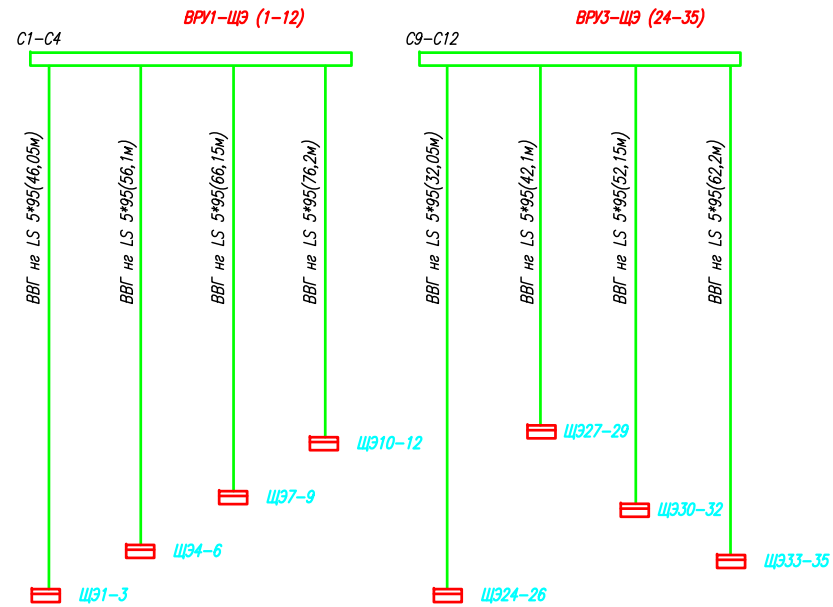 ВРУ1-ЩЭ (1-12)
С1-С4
ВВГ нг LS 5*95(46,05м)
ВВГ нг LS 5*95(56,1м)
ВВГ нг LS 5*95(66,15м)
ВВГ нг LS 5*95(76,2м)
ЩЭ10-12
ЩЭ7-9
ЩЭ4-6
ЩЭ1-3
ВРУ3-ЩЭ (24-35)
С9-С12
ВВГ нг LS 5*95(32,05м)
ВВГ нг LS 5*95(42,1м)
ВВГ нг LS 5*95(52,15м)
ВВГ нг LS 5*95(62,2м)
ЩЭ27-29
ЩЭ30-32
ЩЭ33-35
ЩЭ24-26